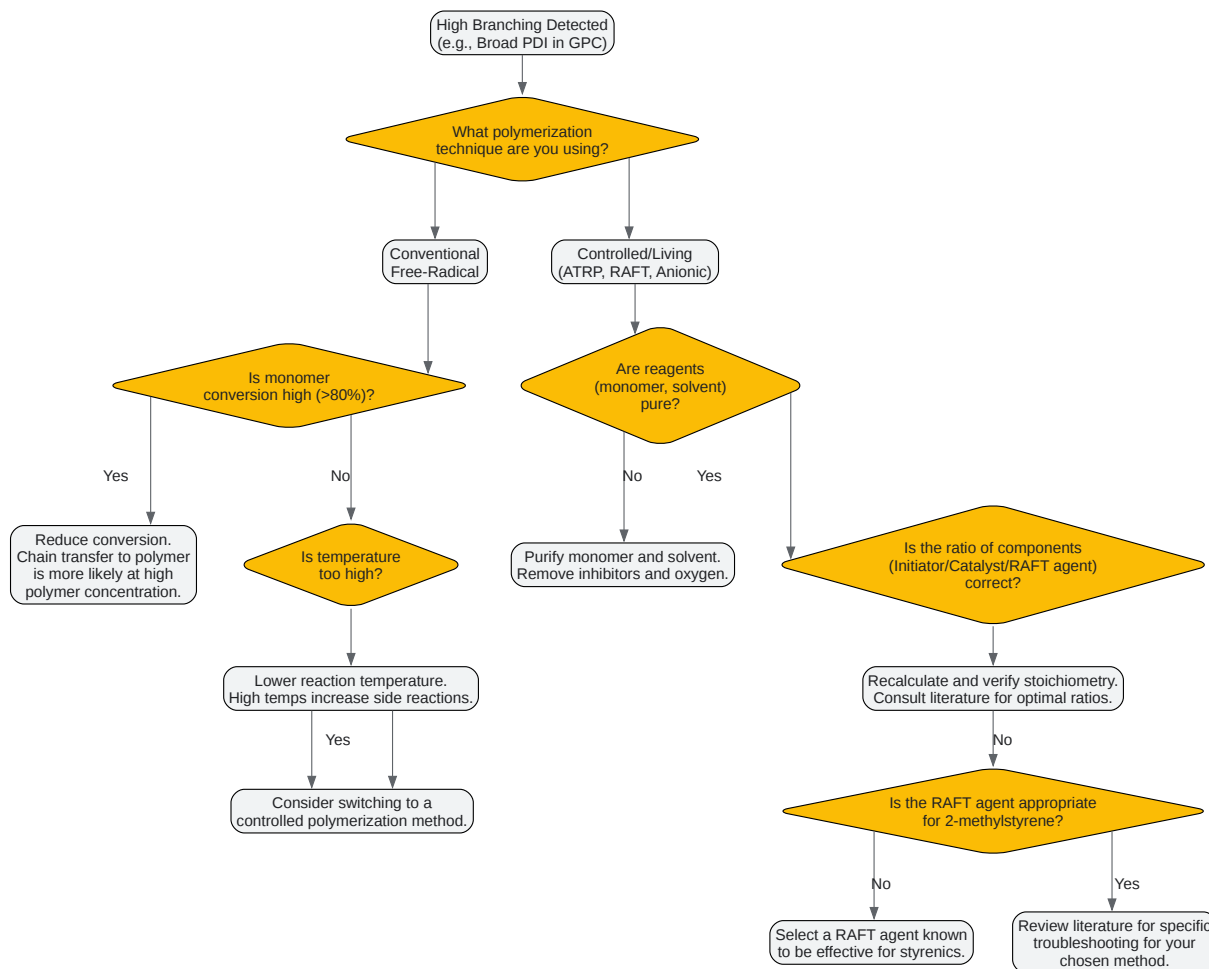 High Branching Detected
(e.g., Broad PDI in GPC)
What polymerization
technique are you using?
Conventional
Free-Radical
Controlled/Living
(ATRP, RAFT, Anionic)
Is monomer
conversion high (>80%)?
Are reagents
(monomer, solvent)
pure?
Yes
No
No
Yes
Reduce conversion.
Chain transfer to polymer
is more likely at high
polymer concentration.
Is temperature
too high?
Purify monomer and solvent.
Remove inhibitors and oxygen.
Is the ratio of components
(Initiator/Catalyst/RAFT agent)
correct?
Lower reaction temperature.
High temps increase side reactions.
Recalculate and verify stoichiometry.
Consult literature for optimal ratios.
Yes
No
Consider switching to a
controlled polymerization method.
Is the RAFT agent appropriate
for 2-methylstyrene?
No
Yes
Select a RAFT agent known
to be effective for styrenics.
Review literature for specific
troubleshooting for your
chosen method.